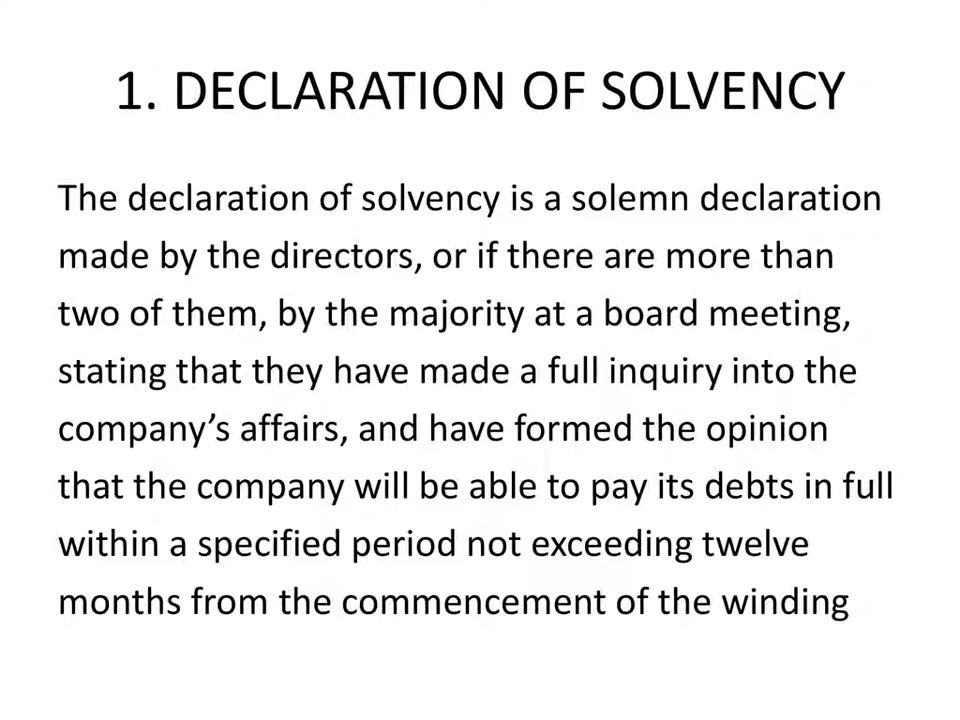 1. DECLARATION OF SOLVENCY
The declaration of solvency is a solemn declaration
made by the directors, or if there are more than
two of them, by the majority at a board meeting,
stating that they have made a full inquiry into the
company’s affairs, and have formed the opinion
that the company will be able to pay its debts in full
within a specified period not exceeding twelve
months from the commencement of the winding